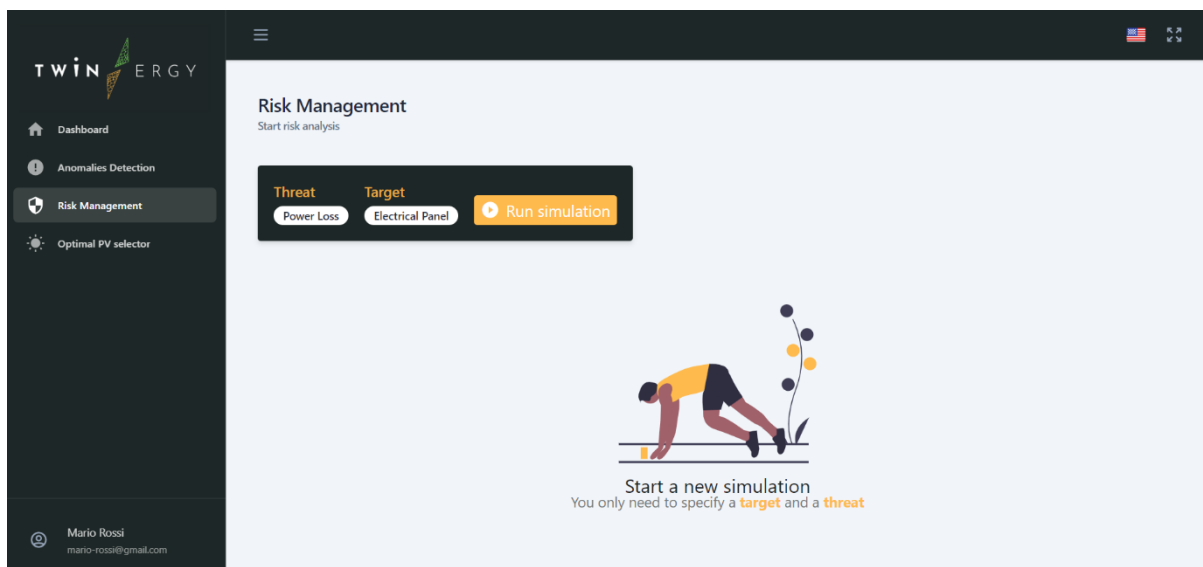 TWiN ERGY
Dashboard
Anomalies Detection
Risk Management
Optimal PV selector
Mario Rossi
mario-rossi@gmail.com
Risk Management
Start risk analysis
Threat Target
Power Loss Electrical Panel Run simulation
Start a new simulation
You only need to specify a target and a threat